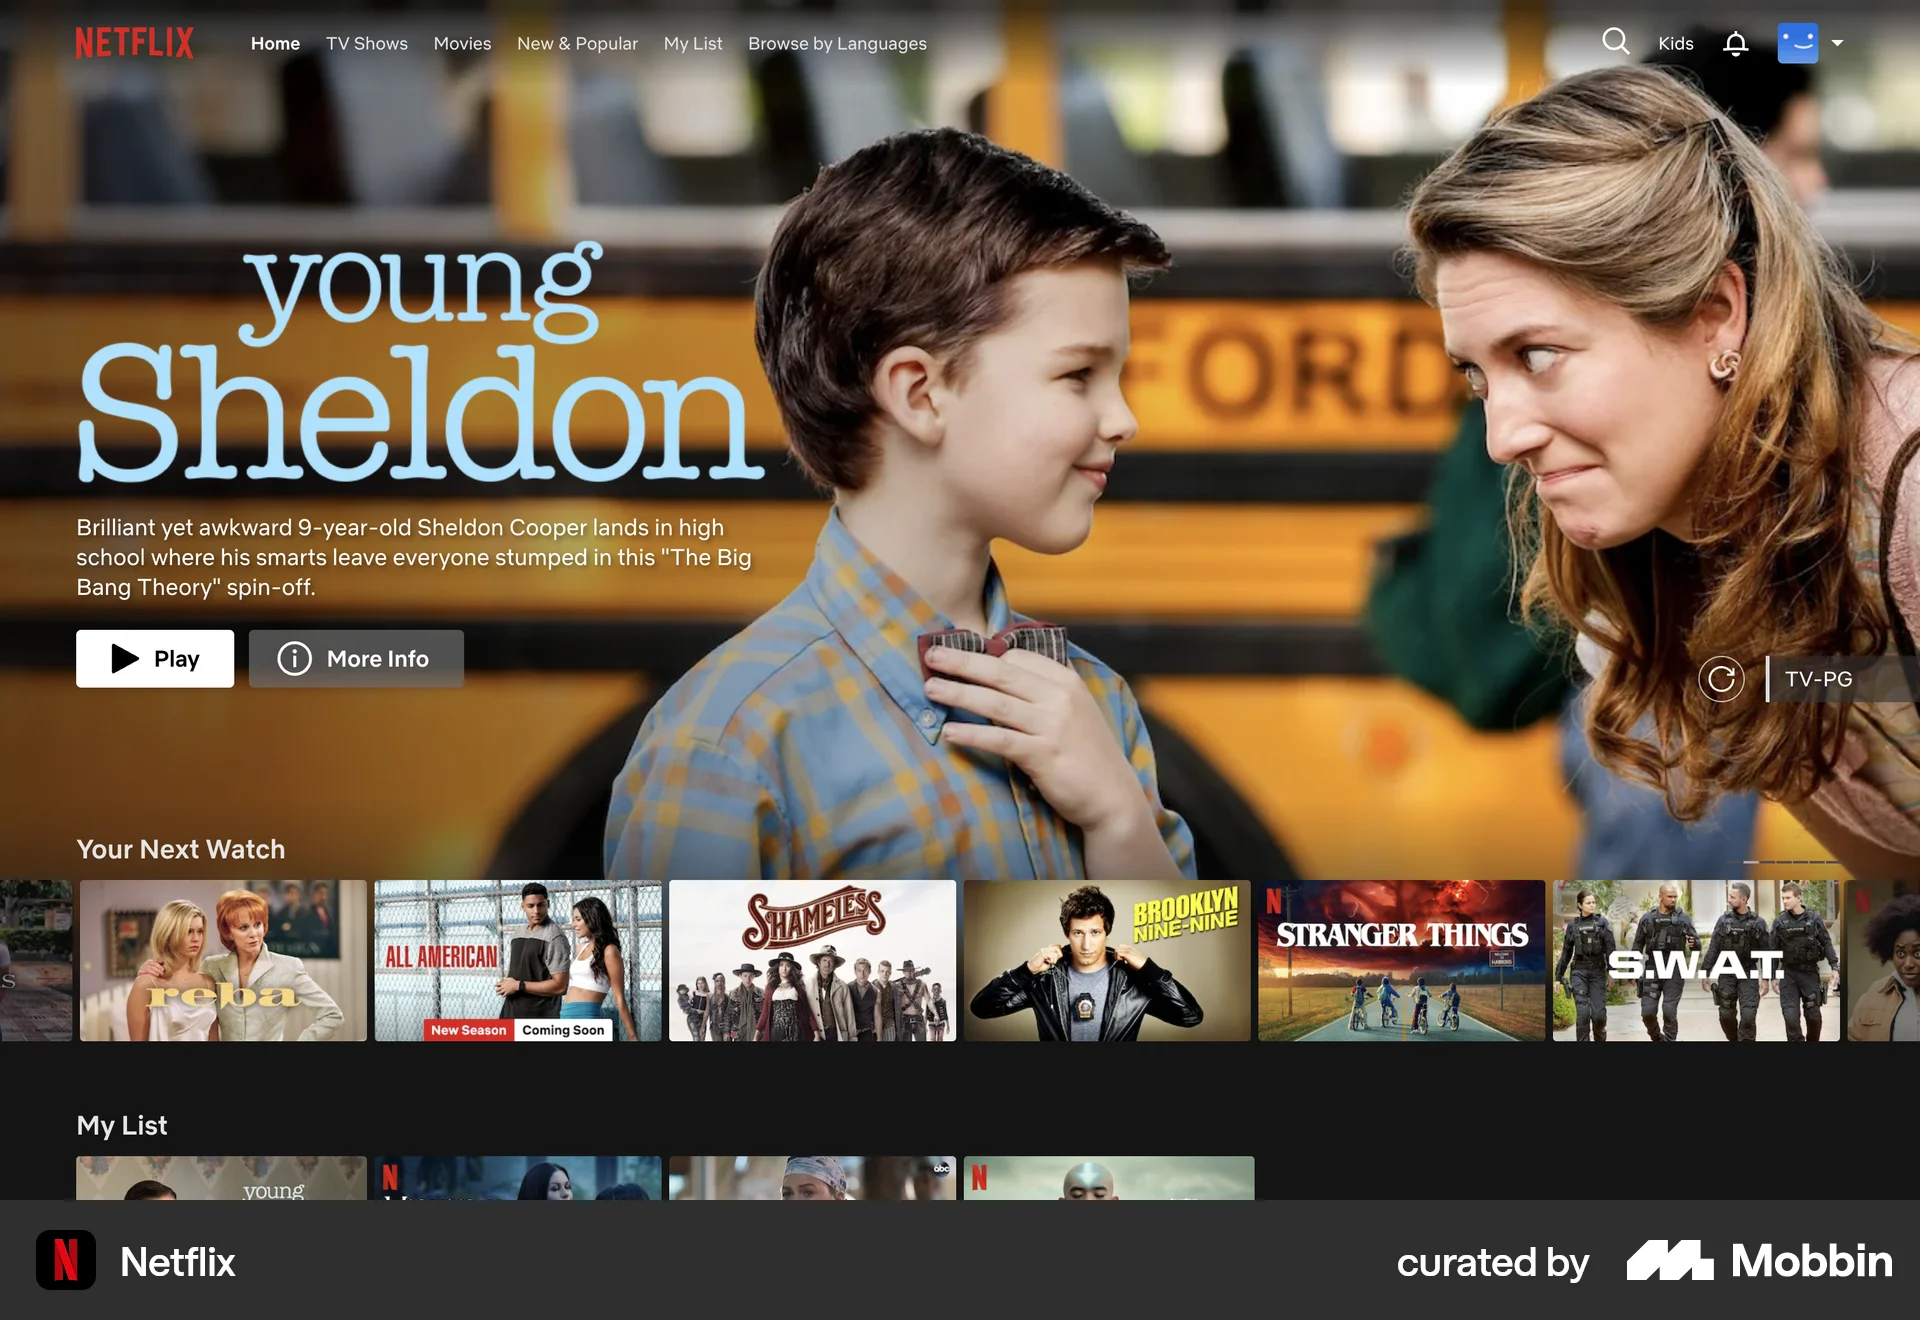 NETFLIX
Home TV Shows Movies New & Popular My List Browse by Languages Kids
FORD
young
Sheldon
Brilliant yet awkward 9-year-old Sheldon Cooper lands in high
school where his smarts leave everyone stumped in this "The Big
Bang Theory" spin-off.
Play More Info
TV-PG
Your Next Watch
S
reba
ALL AMERICAN
New Season Coming Soon
SHAMELESS
BROOKLYN
NINE-NINE
N
STRANGER THINGS
S.W.A.T.
N
My List
young
N
abc
N
N Netflix
curated by Mobbin